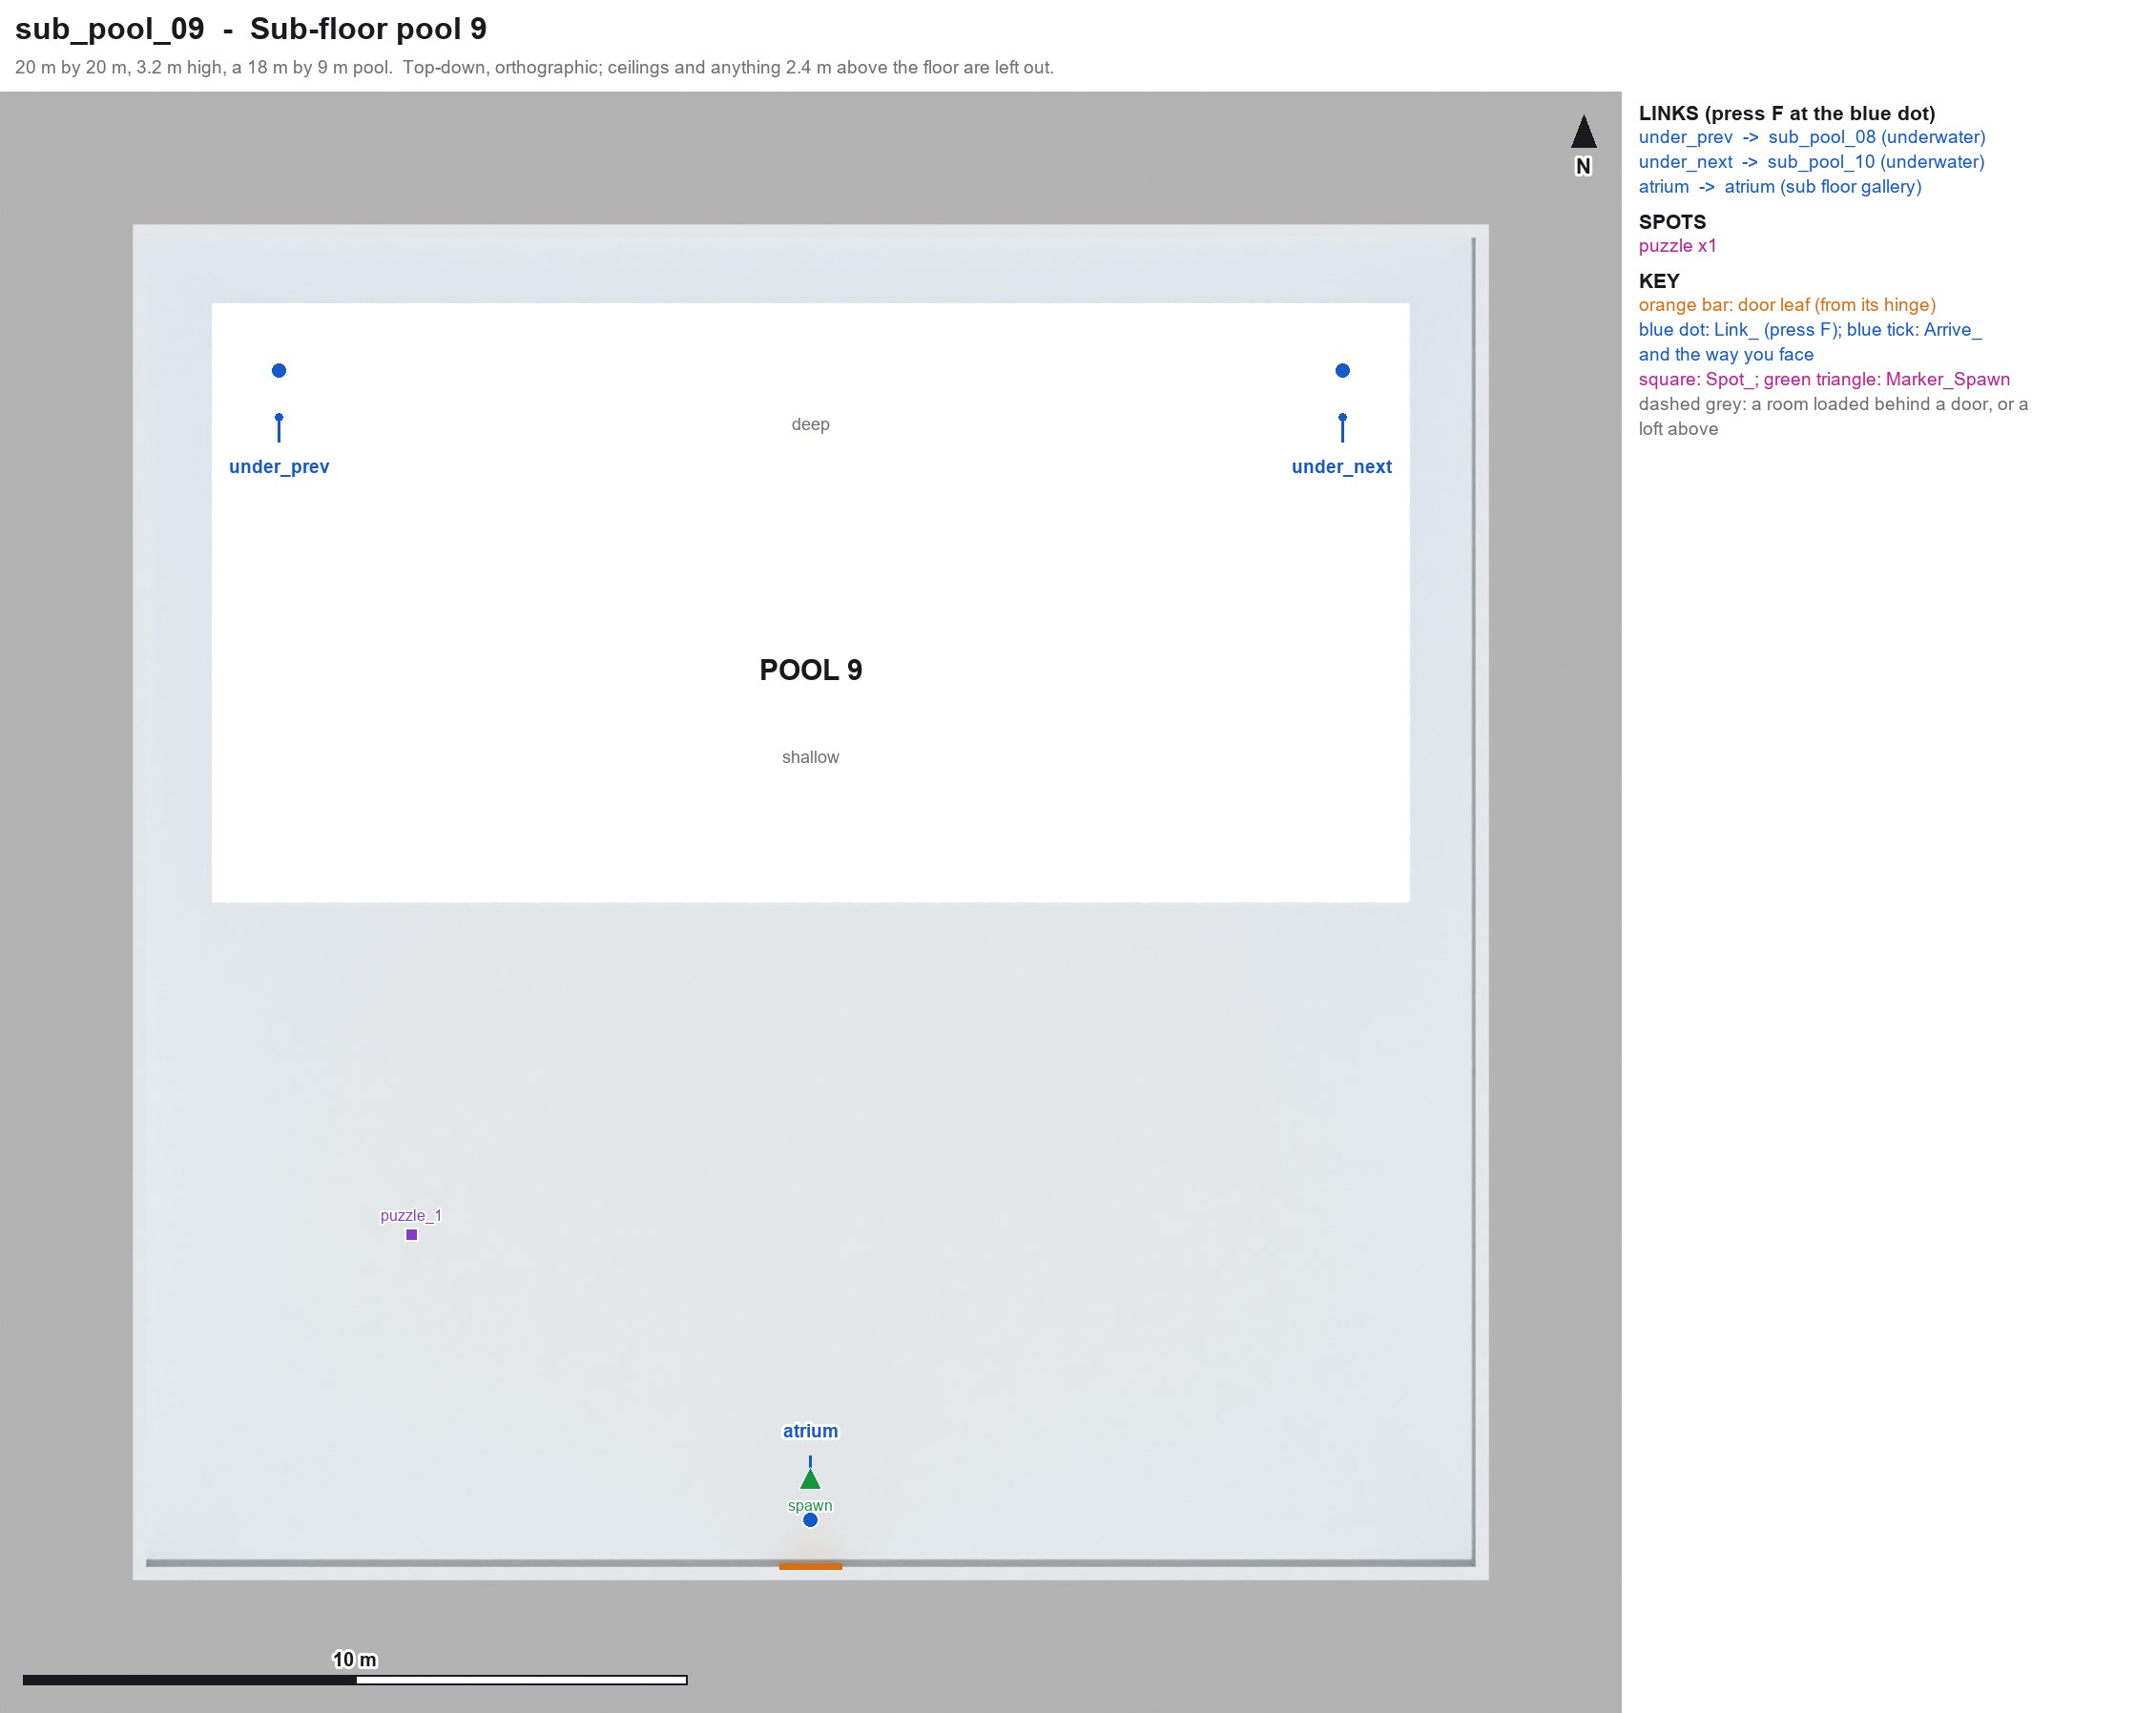 sub_pool_09  -  Sub-floor pool 9
20 m by 20 m, 3.2 m high, a 18 m by 9 m pool.  Top-down, orthographic; ceilings and anything 2.4 m above the floor are left out.
N
LINKS (press F at the blue dot)
under_prev  ->  sub_pool_08 (underwater)
under_next  ->  sub_pool_10 (underwater)
atrium  ->  atrium (sub floor gallery)
SPOTS
puzzle x1
KEY
orange bar: door leaf (from its hinge)
blue dot: Link_ (press F); blue tick: Arrive_
and the way you face
square: Spot_; green triangle: Marker_Spawn
dashed grey: a room loaded behind a door, or a
loft above
deep
under_prev
under_next
POOL 9
shallow
puzzle_1
atrium
spawn
10 m